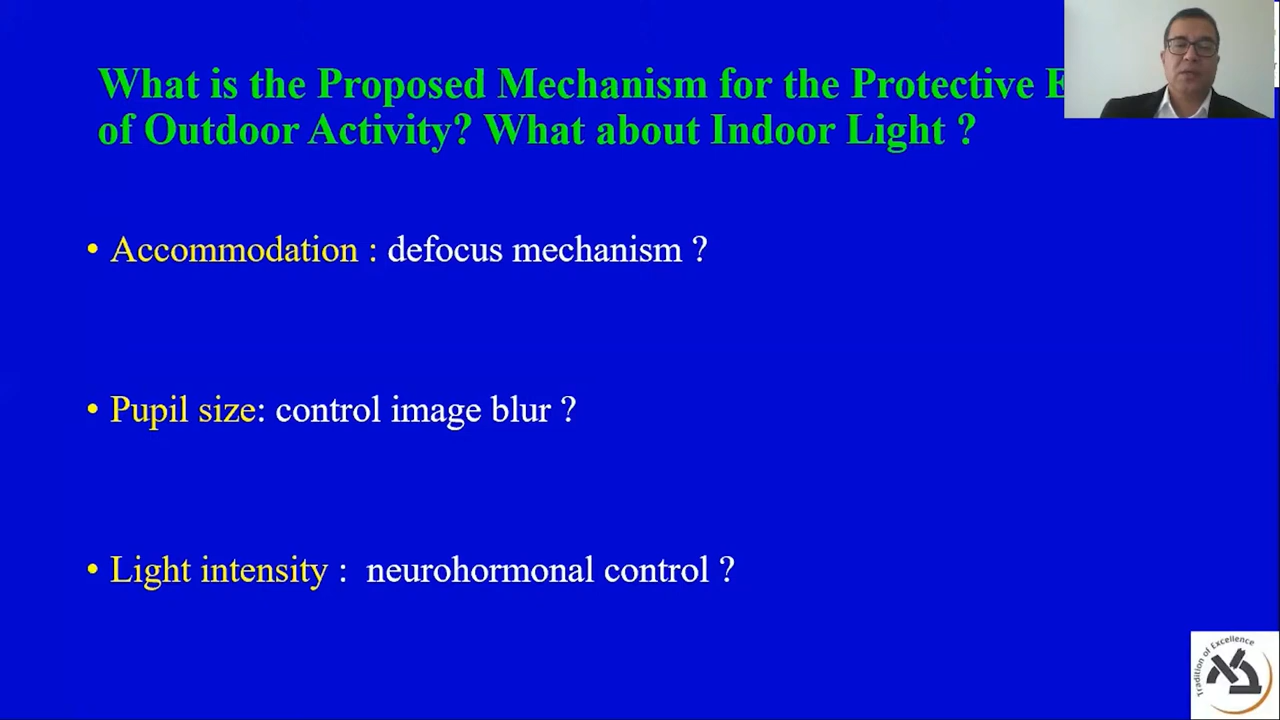 What is the Proposed Mechanism for the Protective
of Outdoor Activity? What about Indoor Light ?
• Accommodation : defocus mechanism ?
• Pupil size: control image blur ?
• Light intensity : neurohormonal control ?
Tradition of Excellence